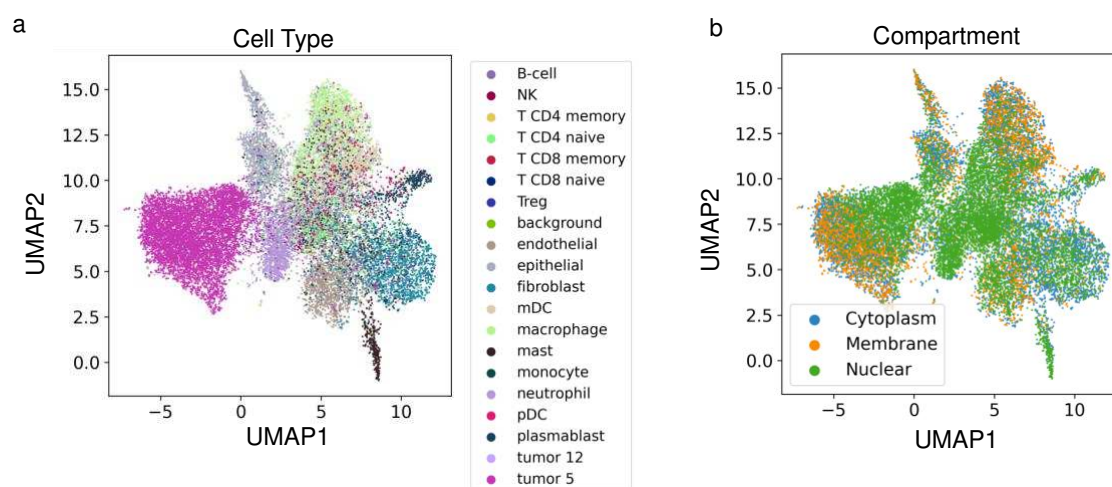 a
Cell Type
UMAP2
15.0
12.5
10.0
7.5
5.0
2.5
0.0
−5
0
5
10
UMAP1
B-cell
NK
T CD4 memory
T CD4 naive
T CD8 memory
T CD8 naive
Treg
background
endothelial
epithelial
fibroblast
mDC
macrophage
mast
monocyte
neutrophil
pDC
plasmablast
tumor 12
tumor 5
b
Compartment
UMAP2
15.0
12.5
10.0
7.5
5.0
2.5
0.0
Cytoplasm
Membrane
Nuclear
−5
0
5
10
UMAP1